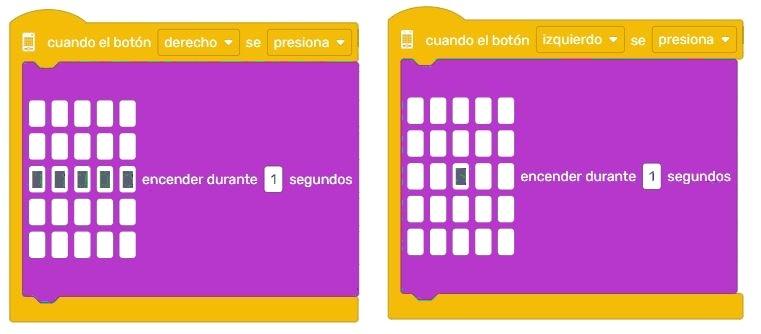 cuando el botón derecho se presiona
encender durante 1 segundos
cuando el botón izquierdo se presiona
encender durante 1 segundos